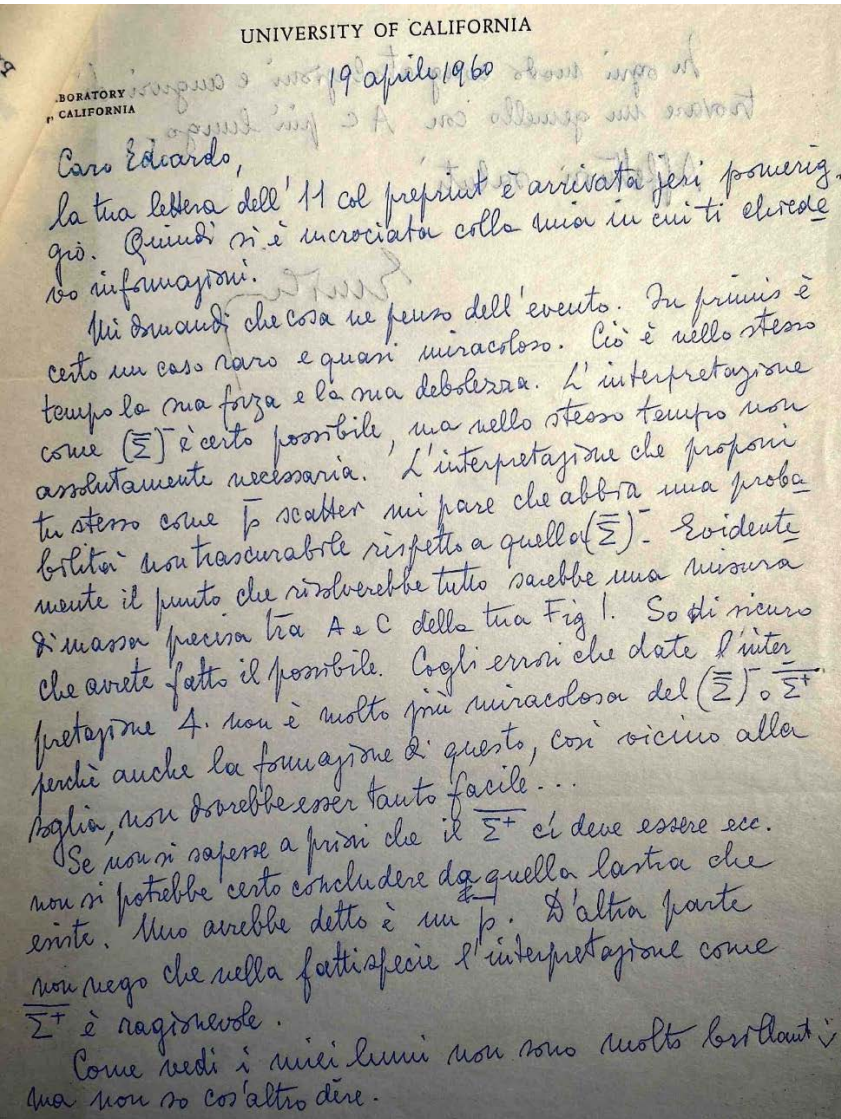 UNIVERSITY OF CALIFORNIA
19 aprile 1960
BORATORY
CALIFORNIA
Caro Edoardo,
la tua lettera dell'11 col preprint è arrivata jeri pomerig-
gio. Quindi si è incrociata colla mia in cui ti chiede
vo informazioni.
Mi domandi che cosa ne penso dell'evento. In primis è
certo un caso raro e quasi miracoloso. Ciò è nello stesso
tempo la sua forza e la sua debolezza. L'interpretazione
come (Σ̅)⁻ è certo possibile, ma nello stesso tempo non
assolutamente necessaria. L'interpretazione che proponi
tu stesso come p̅ scatter mi pare che abbia una proba
bilità non trascurabile rispetto a quella (Σ̅)⁻. Evidente
mente il punto che risolverebbe tutto sarebbe una misura
di massa precisa tra A e C della tua Fig 1. So di sicuro
che avrete fatto il possibile. Cogli errori che date l'inter
pretazione 4. non è molto più miracolosa del (Σ̅)⁻ o Σ̅⁺
perchè anche la formazione di questo, così vicino alla
soglia, non dovrebbe esser tanto facile...
Se non si sapesse a priori che il Σ̅⁺ ci deve essere ecc.
non si potrebbe certo concludere da quella lastra che
esiste. Uno avrebbe detto è un p̅. D'altra parte
non nego che nella fattispecie l'interpretazione come
Σ̅⁺ è ragionevole.
Come vedi i miei lumi non sono molto brillanti
ma non so cos'altro dire.